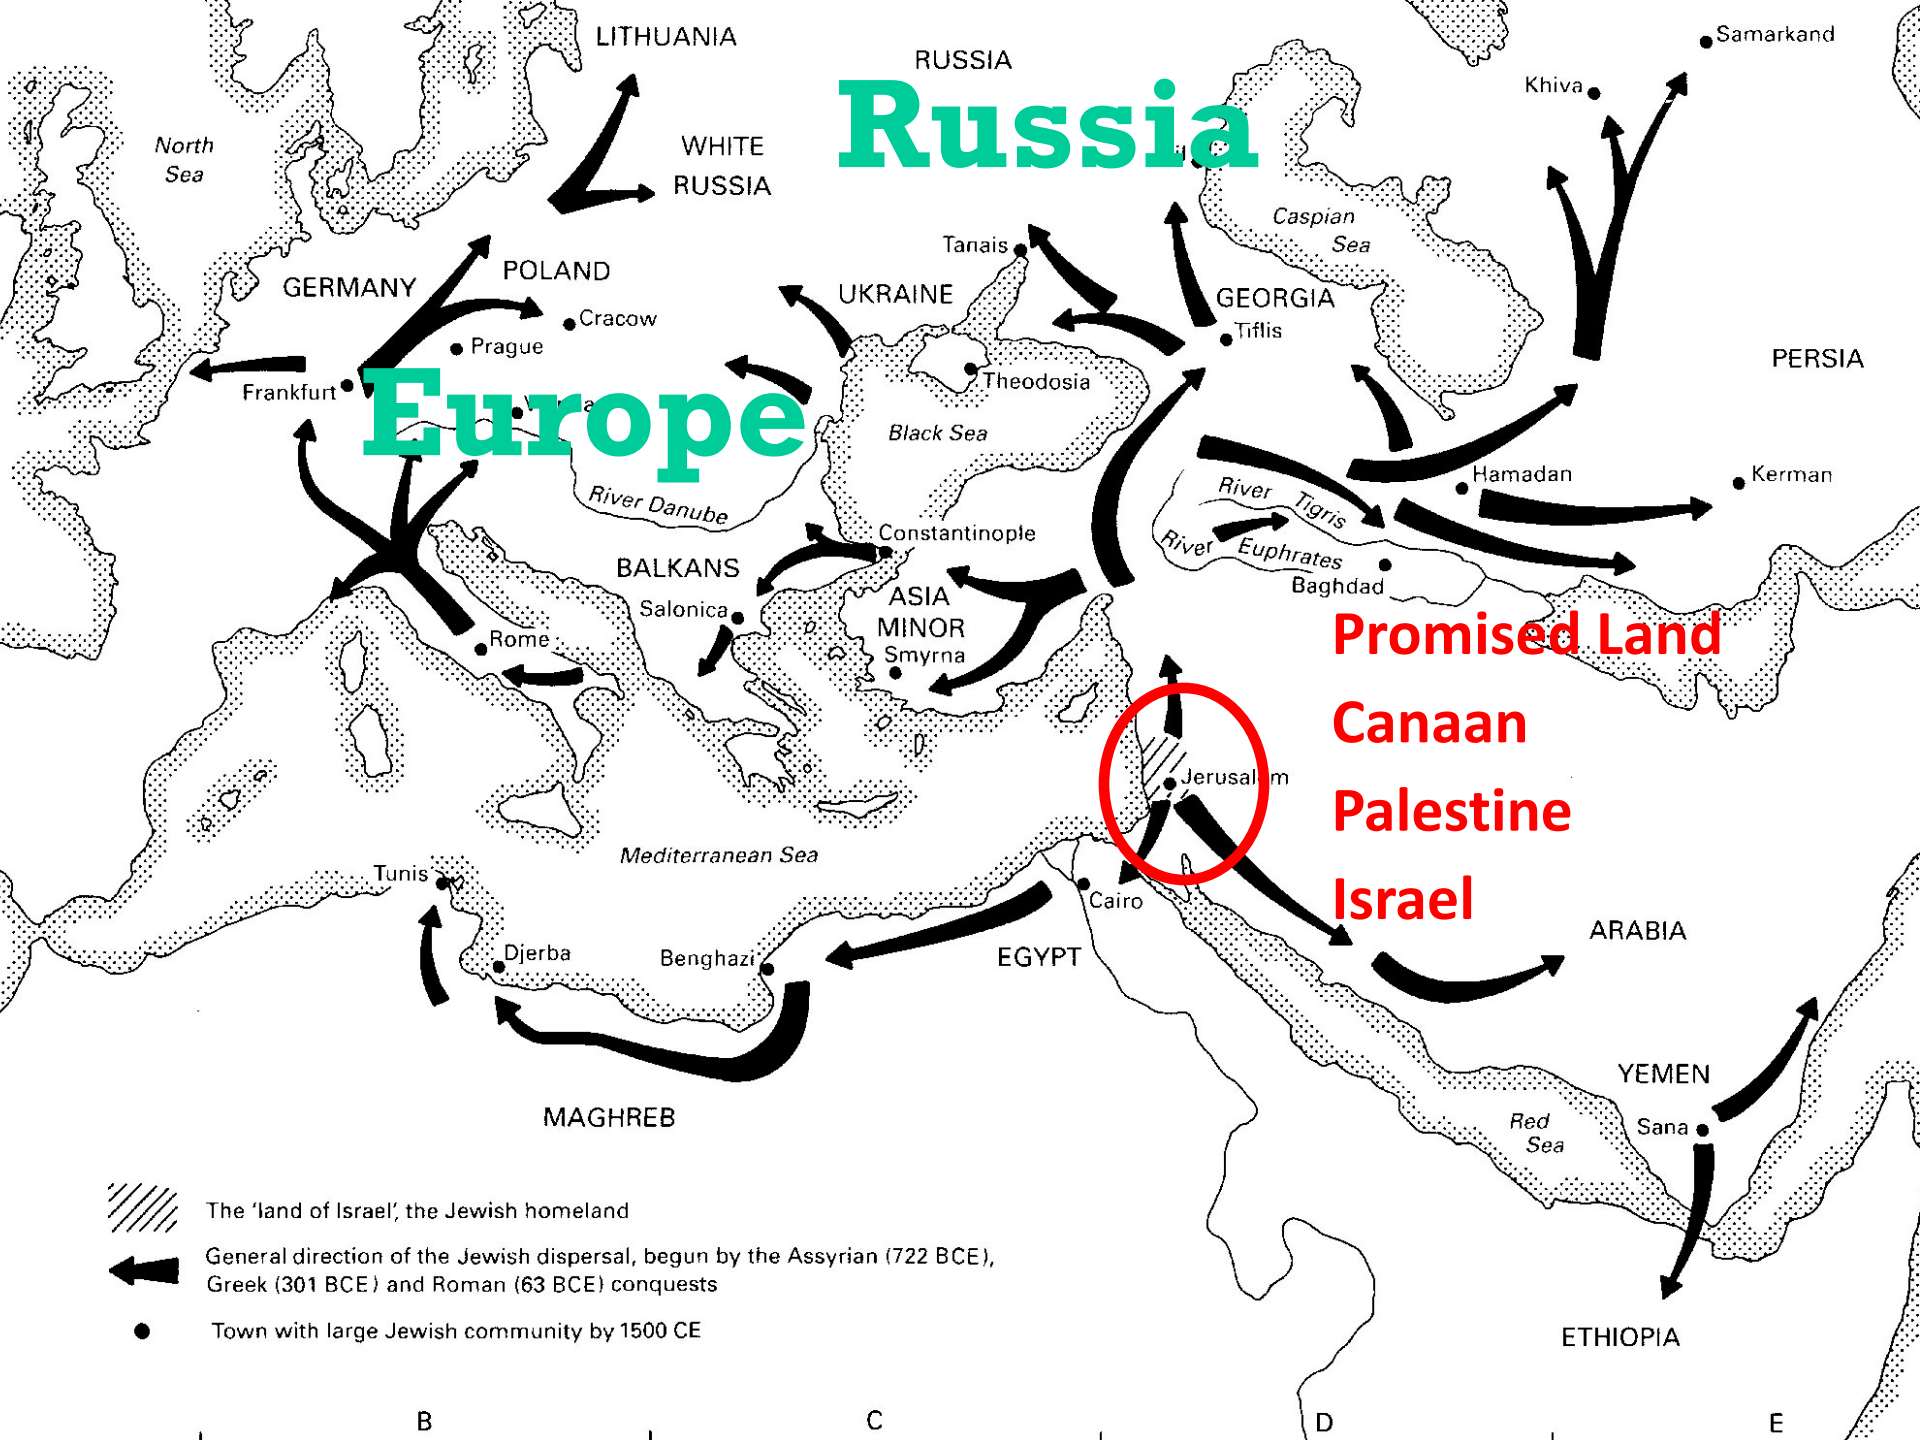 LITHUANIA
RUSSIA
Samarkand
Khiva
Russia
North
Sea
WHITE
RUSSIA
Caspian
Sea
Tanais
POLAND
GERMANY
UKRAINE
GEORGIA
Cracow
Tiflis
Prague
PERSIA
Frankfurt
Theodosia
Europe
Black Sea
Hamadan
Kerman
River Danube
River Tigris
Constantinople
River Euphrates
BALKANS
Baghdad
ASIA
MINOR
Salonica
Smyrna
Rome
Promised Land
Canaan
Jerusalem
Palestine
Mediterranean Sea
Tunis
Israel
Cairo
ARABIA
Djerba
Benghazi
EGYPT
YEMEN
MAGHREB
Red
Sea
Sana
The 'land of Israel', the Jewish homeland
General direction of the Jewish dispersal, begun by the Assyrian (722 BCE),
Greek (301 BCE) and Roman (63 BCE) conquests
Town with large Jewish community by 1500 CE
ETHIOPIA
B
C
D
E